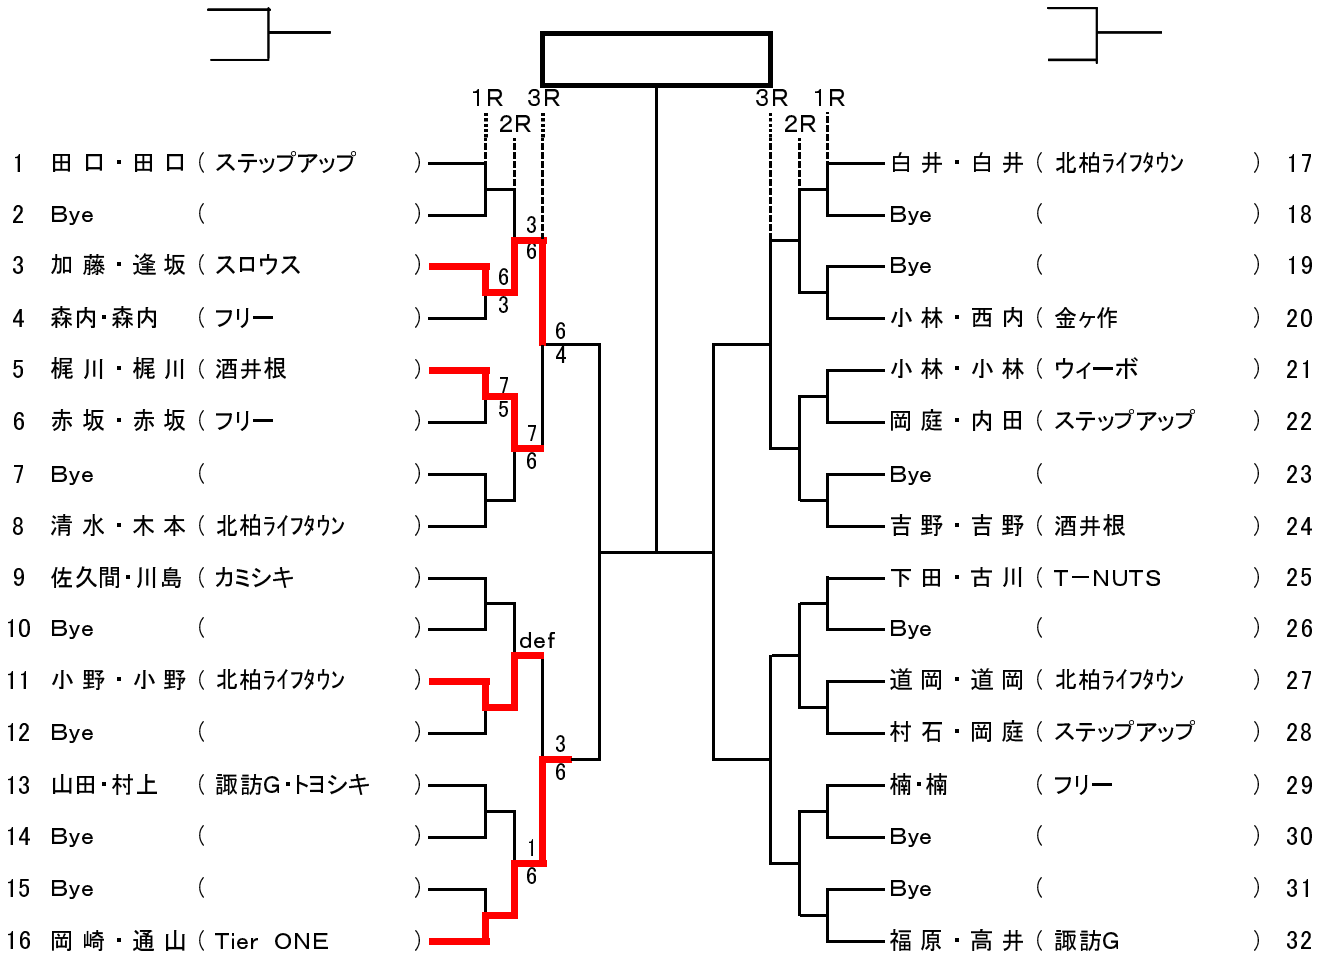 1R 3R 3R 1R
2R 2R
1 田 口・田 口 ( ステップアップ ) 白 井・白 井 ( 北柏ﾗｲﾌﾀｳﾝ ) 17
2 Bye ( ) Bye ( ) 18
3
6
3 加 藤・逢 坂 ( スロウス ) Bye ( ) 19
6
3
4 森内・森内 ( フリー ) 小 林・西 内 ( 金ヶ作 ) 20
6
4
5 梶 川・梶 川 ( 酒井根 ) 小 林・小 林 ( ウィーボ ) 21
7
5
6 赤 坂・赤 坂 ( フリー ) 岡 庭・内 田 ( ステップアップ ) 22
7
6
7 Bye ( ) Bye ( ) 23
8 清 水・木 本 ( 北柏ﾗｲﾌﾀｳﾝ ) 吉 野・吉 野 ( 酒井根 ) 24
9 佐久間・川島 ( カミシキ ) 下 田・古 川 ( T－NUTS ) 25
10 Bye ( ) Bye ( ) 26
def
11 小 野・小 野 ( 北柏ﾗｲﾌﾀｳﾝ ) 道 岡・道 岡 ( 北柏ﾗｲﾌﾀｳﾝ ) 27
12 Bye ( ) 村 石・岡 庭 ( ステップアップ ) 28
3
6
13 山田・村上 ( 諏訪G・ﾄﾖｼｷ ) 楠・楠 ( フリー ) 29
14 Bye ( ) Bye ( ) 30
1
6
15 Bye ( ) Bye ( ) 31
16 岡 崎・通 山 ( Tier ONE ) 福 原・高 井 ( 諏訪G ) 32